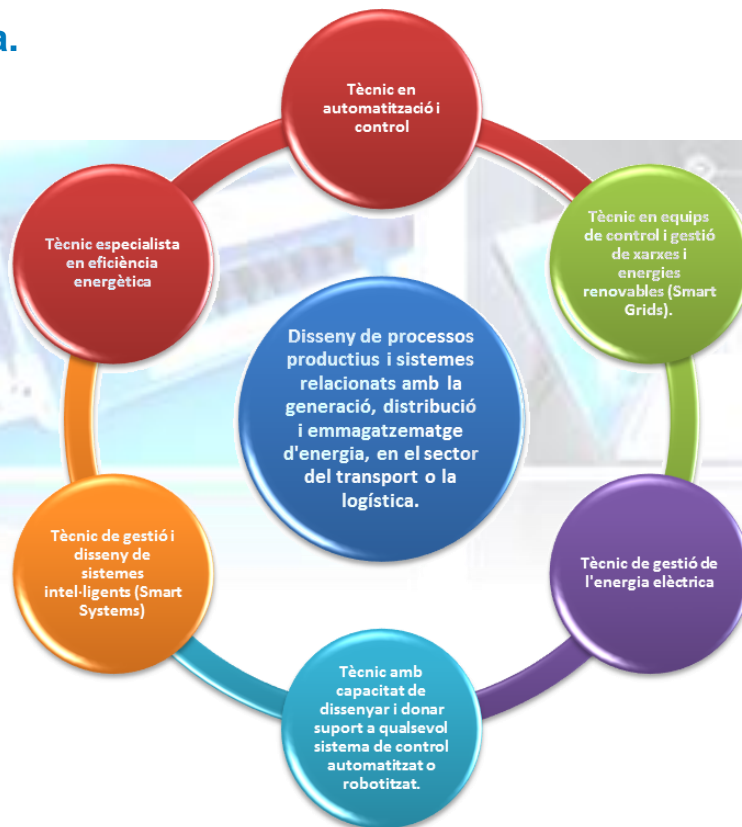 a.
Tècnic en
automatització i
control
Tècnic en equips
de control i gestió
de xarxes i
energies
renovables (Smart
Grids).
Tècnic de gestió de
l'energia elèctrica
Tècnic amb
capacitat de
dissenyar i donar
suport a qualsevol
sistema de control
automatitzat o
robotitzat.
Tècnic de gestió i
disseny de
sistemes
intel·ligents (Smart
Systems)
Tècnic especialista
en eficiència
energètica
Disseny de processos
productius i sistemes
relacionats amb la
generació, distribució
i emmagatzematge
d'energia, en el sector
del transport o la
logística.